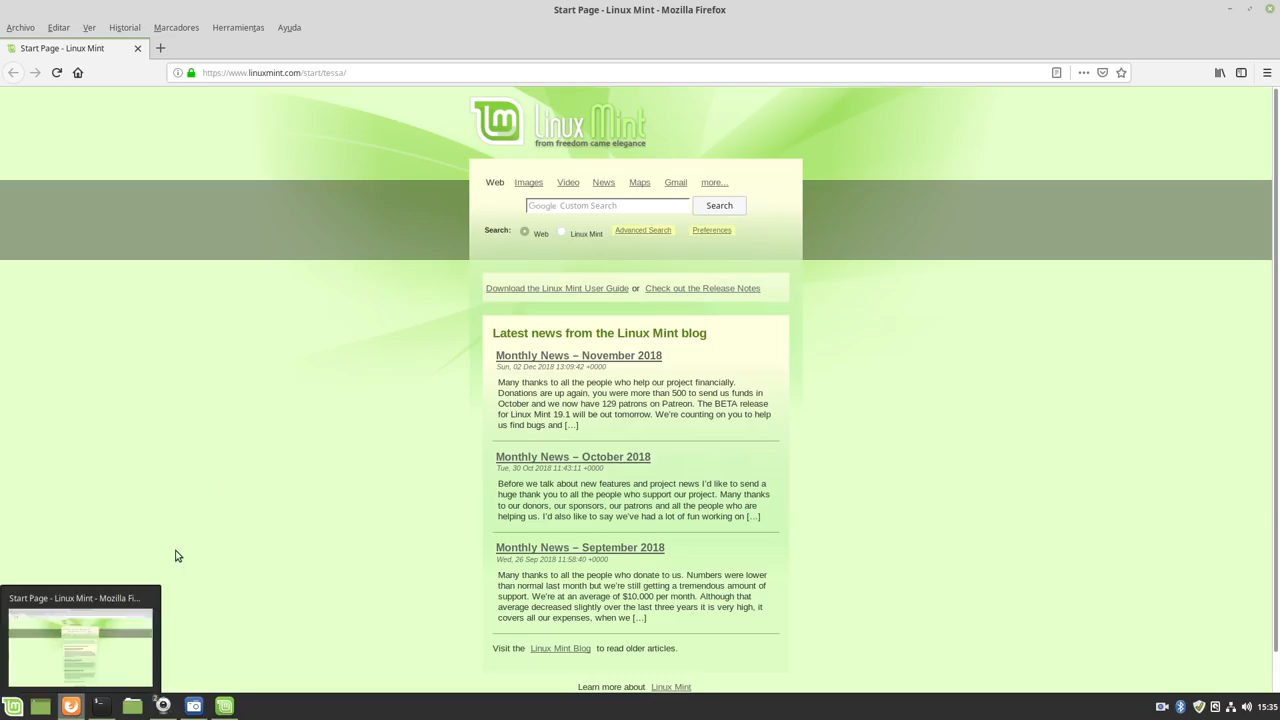 Start Page - Linux Mint - Mozilla Firefox
Archivo Editar Ver Historial Marcadores Herramientas Ayuda
Start Page - Linux Mint
https://www.linuxmint.com/start/tessa/
Linux Mint
from freedom came elegance
Web Images Video News Maps Gmail more...
Google Custom Search Search
Search: Web Linux Mint Advanced Search Preferences
Download the Linux Mint User Guide or Check out the Release Notes
Latest news from the Linux Mint blog
Monthly News – November 2018
Sun, 02 Dec 2018 13:09:42 +0000
Many thanks to all the people who help our project financially.
Donations are up again, you were more than 500 to send us funds in
October and we now have 129 patrons on Patreon. The BETA release
for Linux Mint 19.1 will be out tomorrow. We’re counting on you to help
us find bugs and […]
Monthly News – October 2018
Tue, 30 Oct 2018 11:43:11 +0000
Before we talk about new features and project news I’d like to send a
huge thank you to all the people who support our project. Many thanks
to our donors, our sponsors, our patrons and all the people who are
helping us. I’d also like to say we’ve had a lot of fun working on […]
Monthly News – September 2018
Wed, 26 Sep 2018 11:58:40 +0000
Many thanks to all the people who donate to us. Numbers were lower
than normal last month but we’re still getting a tremendous amount of
support. We’re at an average of $10,000 per month. Although that
average decreased slightly over the last three years it is very high, it
covers all our expenses, when we […]
Visit the Linux Mint Blog to read older articles.
Learn more about Linux Mint
Start Page - Linux Mint - Mozilla Fi...
2
15:35